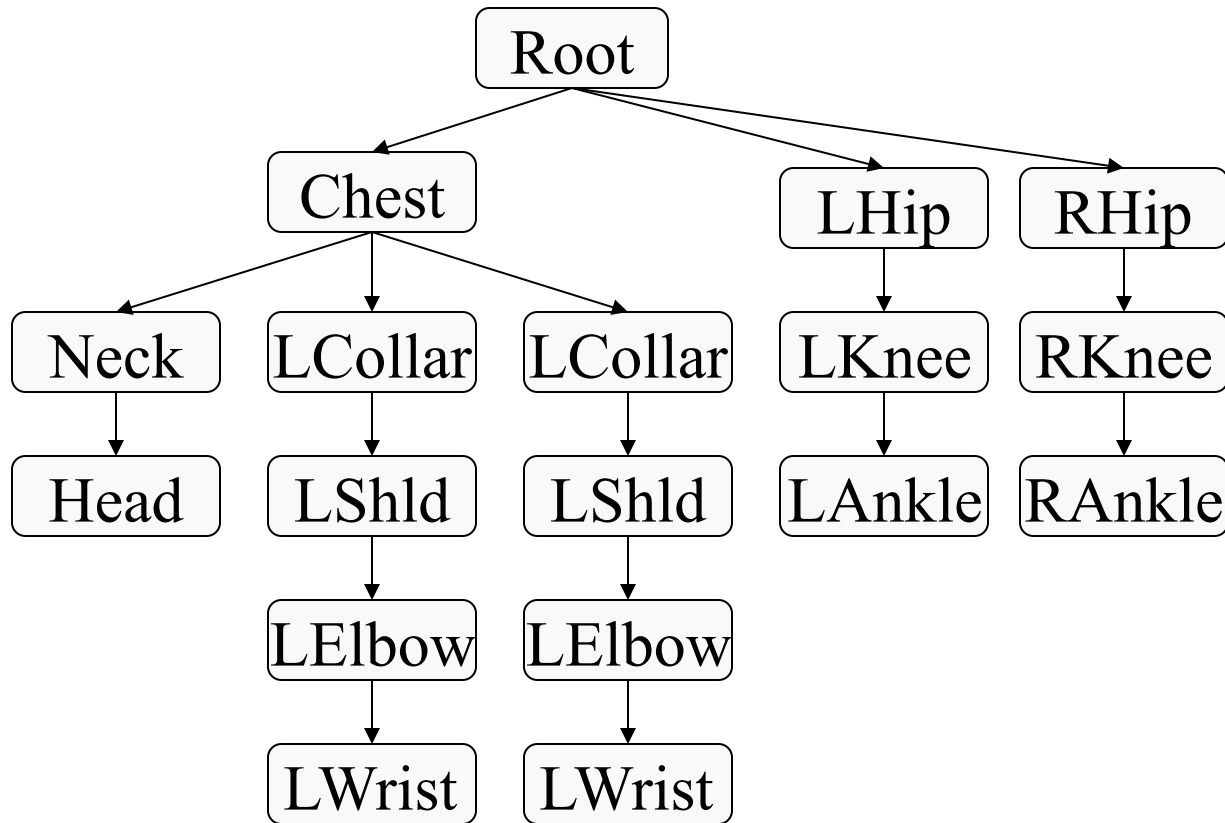 Root
Chest
LHip
RHip
Neck
LCollar
LCollar
LKnee
RKnee
Head
LShld
LShld
LAnkle
RAnkle
LElbow
LElbow
LWrist
LWrist